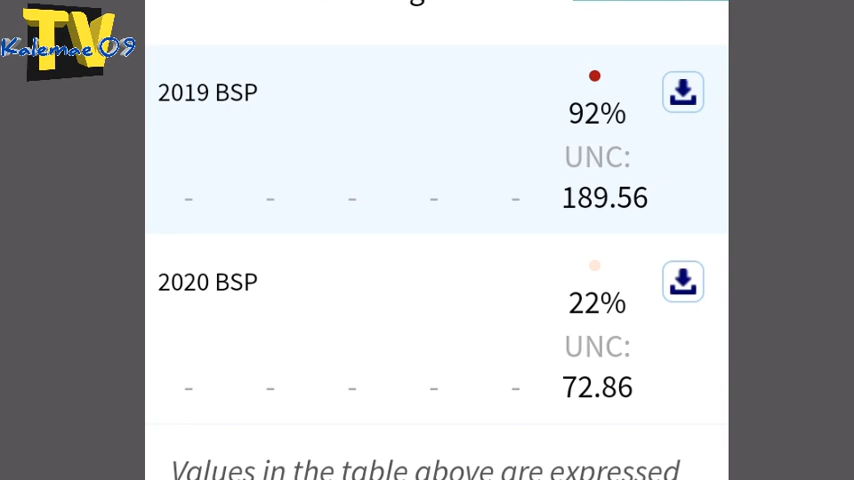 TV
Kalemae 09
2019 BSP
92%
UNC:
- - - - - 189.56
2020 BSP
22%
UNC:
- - - - - 72.86
Values in the table above are expressed